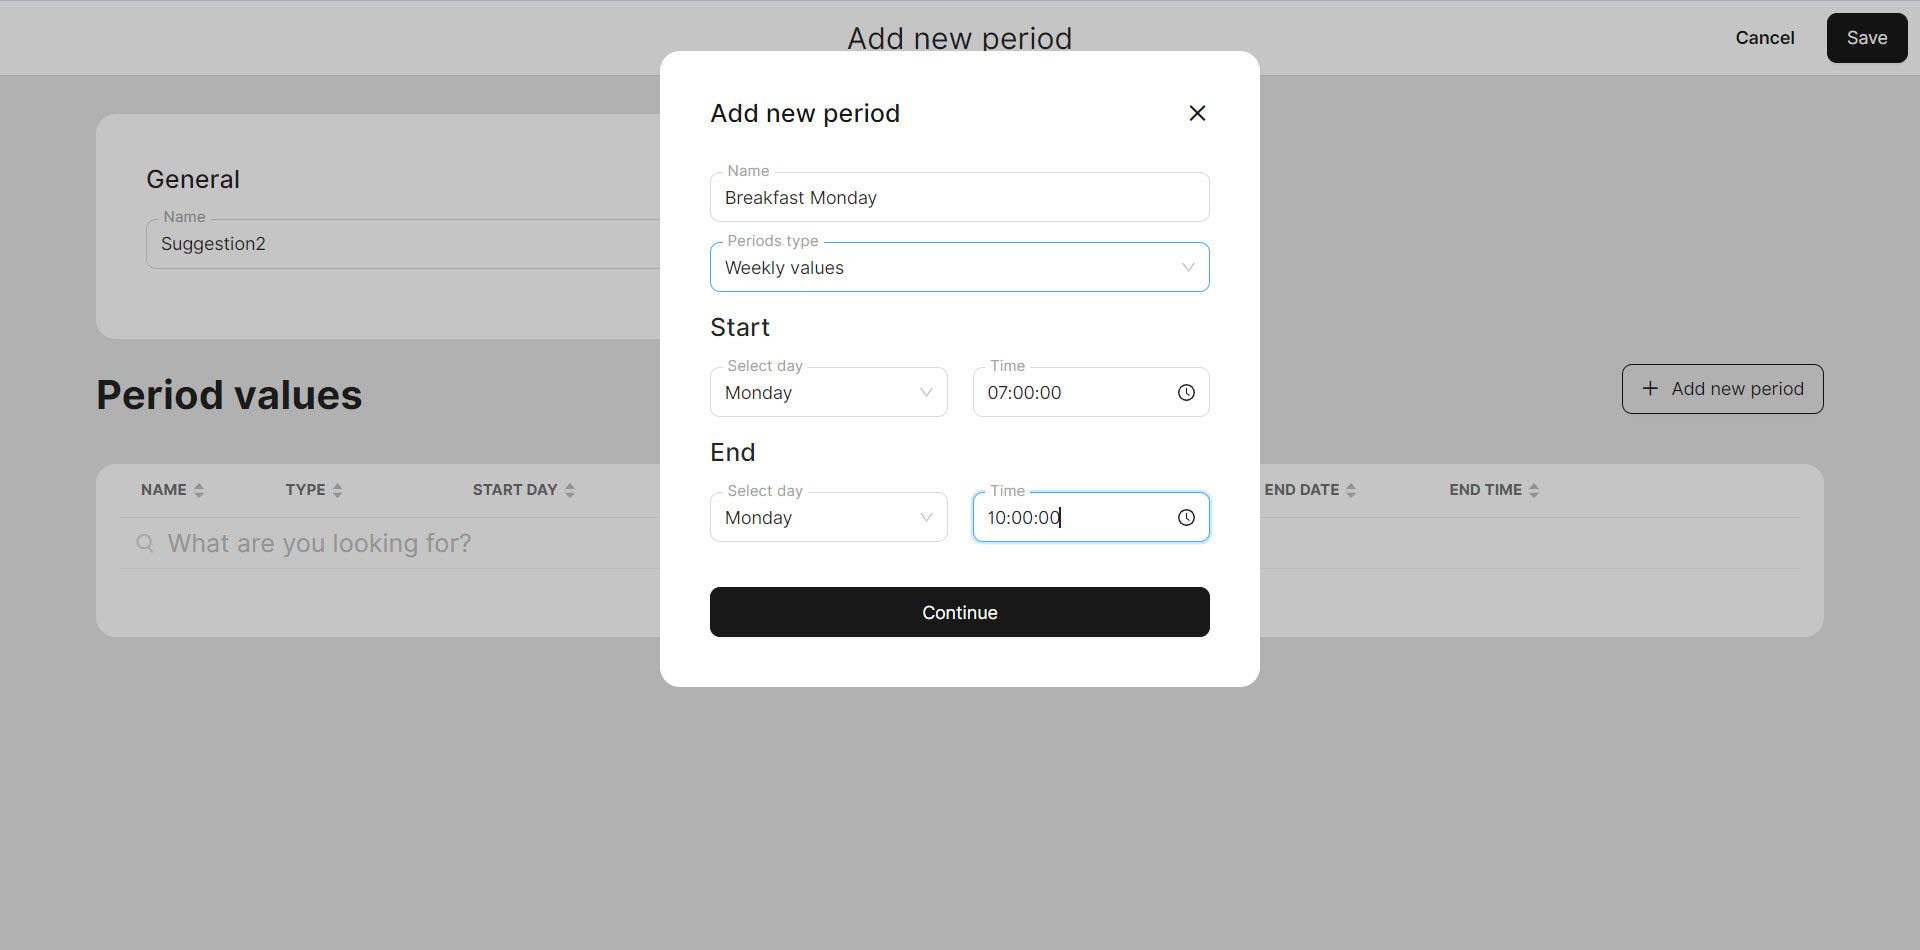 Add new period
Cancel
Save
Add new period
Name
Breakfast Monday
Periods type
Weekly values
Start
Select day
Monday
Time
07:00:00
End
Select day
Monday
Time
10:00:00
Continue
General
Name
Suggestion2
Period values
+ Add new period
NAME TYPE START DAY END DATE END TIME
What are you looking for?